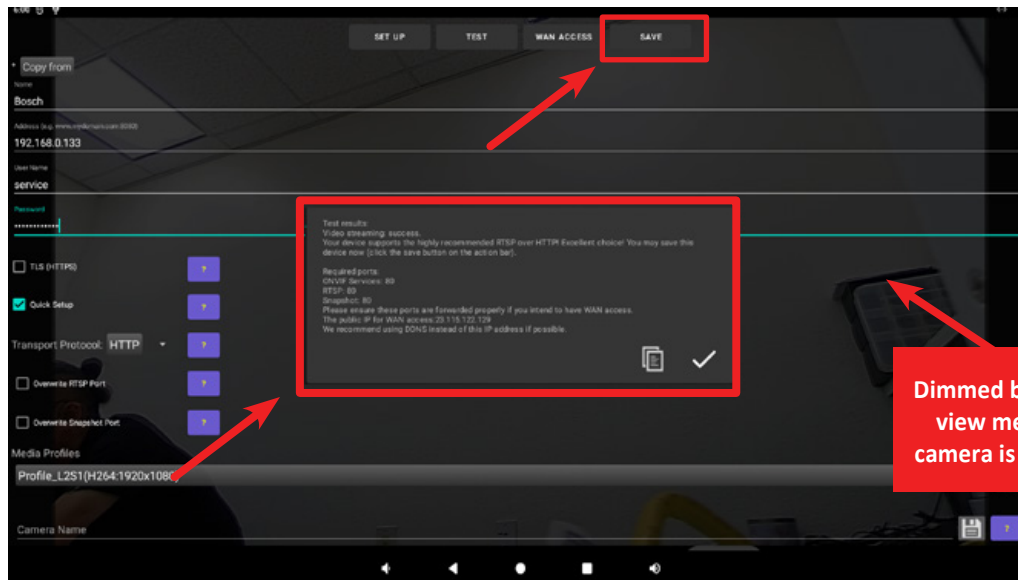 6:00
SET UP TEST WAN ACCESS SAVE
* Copy from
Name
Bosch
Address (e.g. www.mydomain.com:8080)
192.168.0.133
User Name
service
Password
TLS (HTTPS) ?
Quick Setup ?
Transport Protocol: HTTP ?
Overwrite RTSP Port ?
Overwrite Snapshot Port ?
Media Profiles
Profile_L2S1(H264:1920x1080)
Camera Name ?
Test results:
Video streaming: success.
Your device supports the highly recommended RTSP over HTTP! Excellent choice! You may save this
device now (click the save button on the action bar).
Required ports:
ONVIF Services: 80
RTSP: 80
Snapshot: 80
Please ensure these ports are forwarded properly if you intend to have WAN access.
The public IP for WAN access:23.115.122.129
We recommend using DDNS instead of this IP address if possible.
Dimmed b
view me
camera is